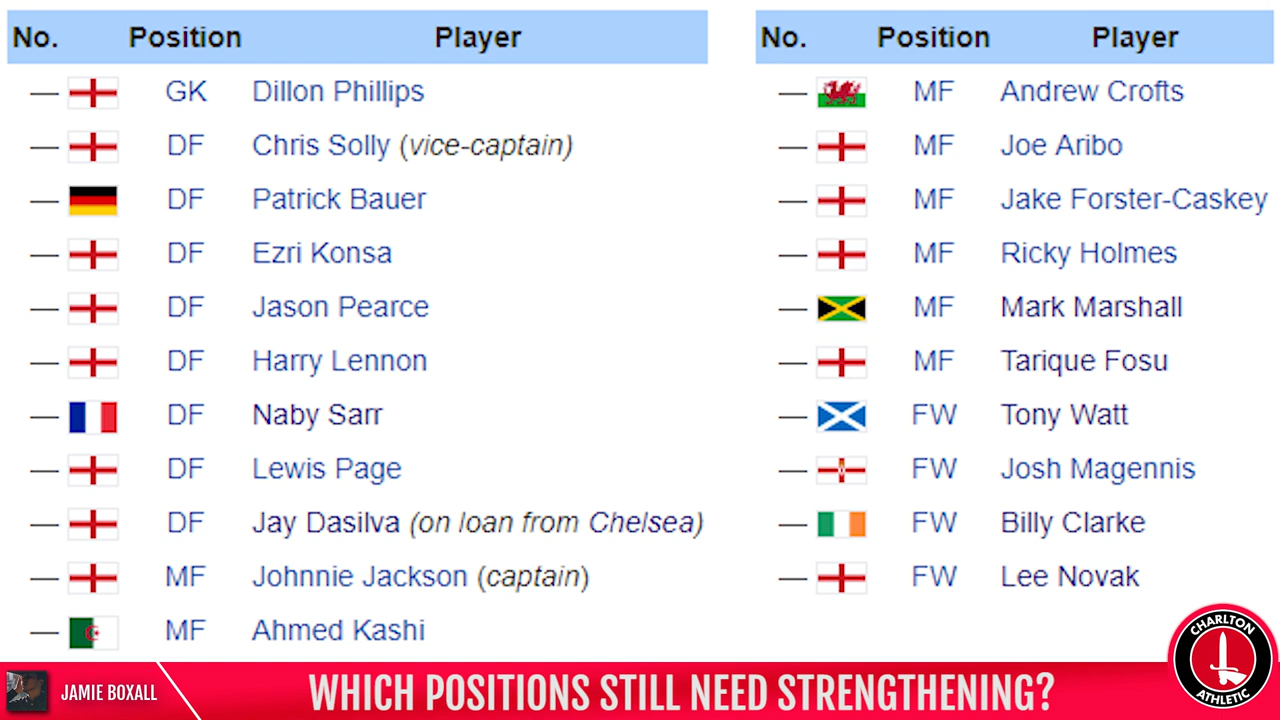 No. Position Player
— GK Dillon Phillips
— DF Chris Solly (vice-captain)
— DF Patrick Bauer
— DF Ezri Konsa
— DF Jason Pearce
— DF Harry Lennon
— DF Naby Sarr
— DF Lewis Page
— DF Jay Dasilva (on loan from Chelsea)
— MF Johnnie Jackson (captain)
— MF Ahmed Kashi
No. Position Player
— MF Andrew Crofts
— MF Joe Aribo
— MF Jake Forster-Caskey
— MF Ricky Holmes
— MF Mark Marshall
— MF Tarique Fosu
— FW Tony Watt
— FW Josh Magennis
— FW Billy Clarke
— FW Lee Novak
JAMIE BOXALL
WHICH POSITIONS STILL NEED STRENGTHENING?
CHARLTON
ATHLETIC